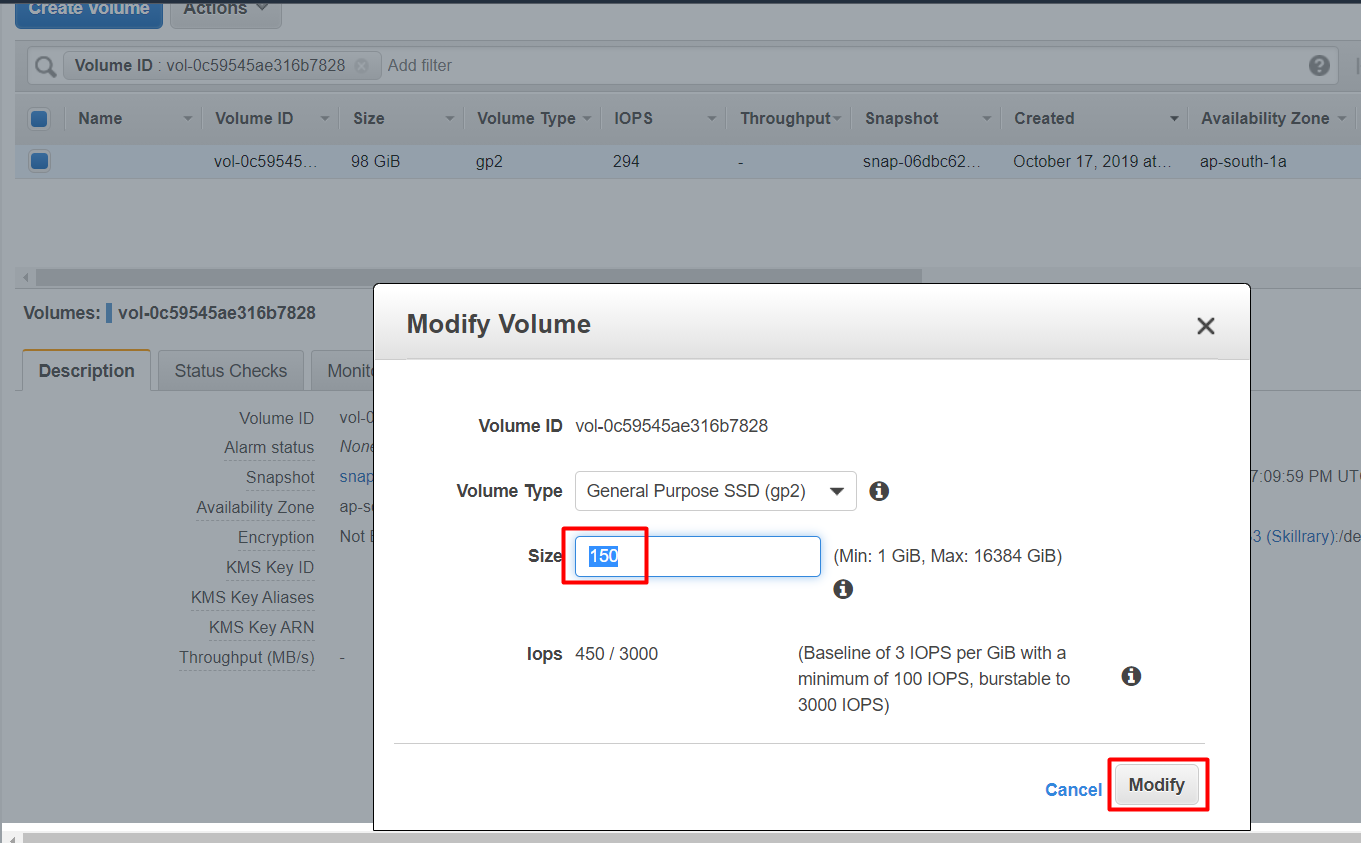 Create Volume Actions
Volume ID : vol-0c59545ae316b7828 Add filter
Name Volume ID Size Volume Type IOPS Throughput Snapshot Created Availability Zone
vol-0c59545… 98 GiB gp2 294 - snap-06dbc62… October 17, 2019 at… ap-south-1a
Volumes: vol-0c59545ae316b7828
Description Status Checks Monito
Volume ID vol-0
Alarm status None
Snapshot snap
Availability Zone ap-s
Encryption Not E
KMS Key ID
KMS Key Aliases
KMS Key ARN
Throughput (MB/s) -
7:09:59 PM UTC
3 (Skillrary):/de
Modify Volume
Volume ID vol-0c59545ae316b7828
Volume Type General Purpose SSD (gp2)
Size 150 (Min: 1 GiB, Max: 16384 GiB)
Iops 450 / 3000 (Baseline of 3 IOPS per GiB with a
minimum of 100 IOPS, burstable to
3000 IOPS)
Cancel Modify